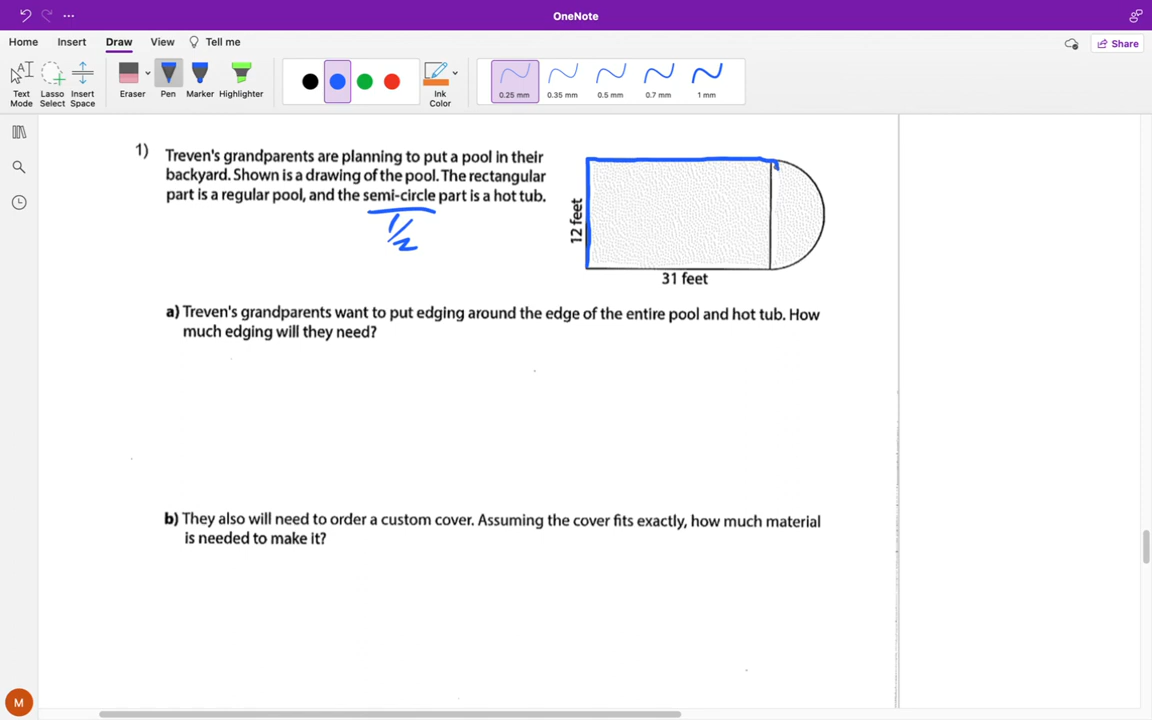 OneNote
Home Insert Draw View Tell me
Share
Text Mode
Lasso Select
Insert Space
Eraser
Pen
Marker
Highlighter
Ink Color
0.25 mm
0.35 mm
0.5 mm
0.7 mm
1 mm
1) Treven's grandparents are planning to put a pool in their
backyard. Shown is a drawing of the pool. The rectangular
part is a regular pool, and the semi-circle part is a hot tub.
1/2
12 feet
31 feet
a) Treven's grandparents want to put edging around the edge of the entire pool and hot tub. How
much edging will they need?
b) They also will need to order a custom cover. Assuming the cover fits exactly, how much material
is needed to make it?
M